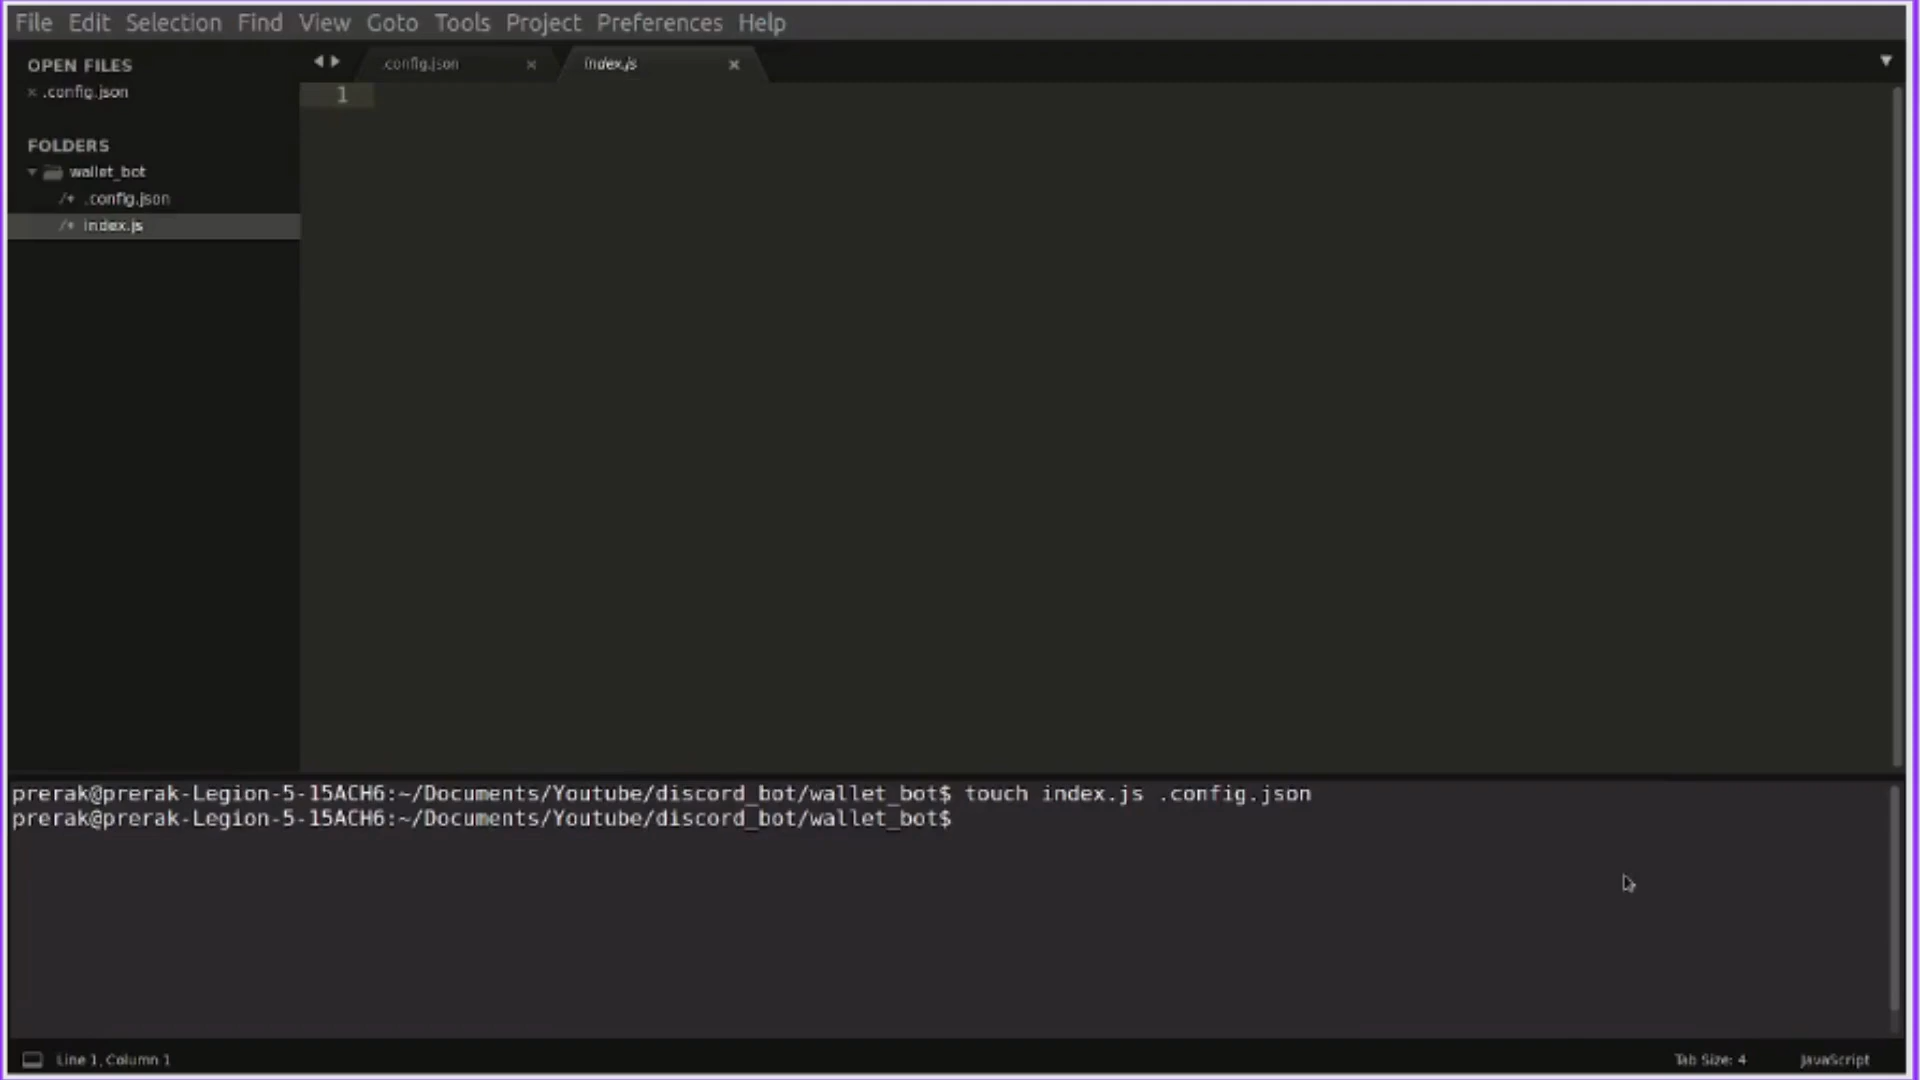 File Edit Selection Find View Goto Tools Project Preferences Help
OPEN FILES
× .config.json
FOLDERS
wallet_bot
/* .config.json
/* index.js
.config.json × index.js ×
1
prerak@prerak-Legion-5-15ACH6:~/Documents/Youtube/discord_bot/wallet_bot$ touch index.js .config.json
prerak@prerak-Legion-5-15ACH6:~/Documents/Youtube/discord_bot/wallet_bot$
Line 1, Column 1 Tab Size: 4 JavaScript